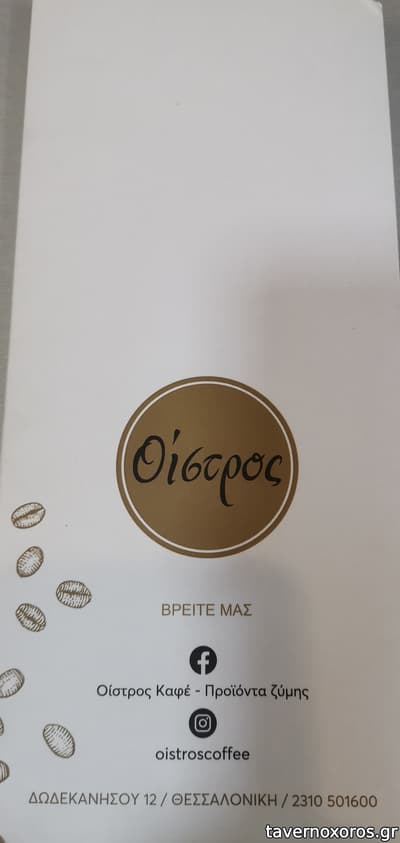 Οίστρος
ΒΡΕΙΤΕ ΜΑΣ
Οίστρος Καφέ - Προϊόντα ζύμης
oistroscoffee
ΔΩΔΕΚΑΝΗΣΟΥ 12 / ΘΕΣΣΑΛΟΝΙΚΗ / 2310 501600
tavernoxoros.gr